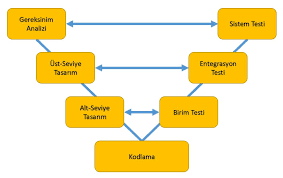 Gereksinim
Analizi
Sistem Testi
Üst-Seviye
Tasarım
Entegrasyon
Testi
Alt-Seviye
Tasarım
Birim Testi
Kodlama